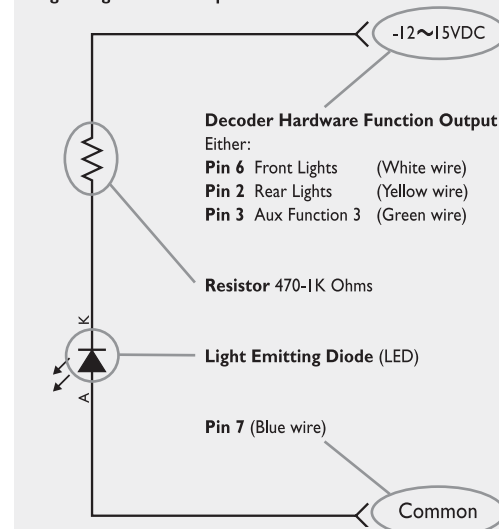 -12~15VDC
Decoder Hardware Function Output
Either:
Pin 6 Front Lights (White wire)
Pin 2 Rear Lights (Yellow wire)
Pin 3 Aux Function 3 (Green wire)
Resistor 470-1K Ohms
K
Light Emitting Diode (LED)
A
Pin 7 (Blue wire)
Common